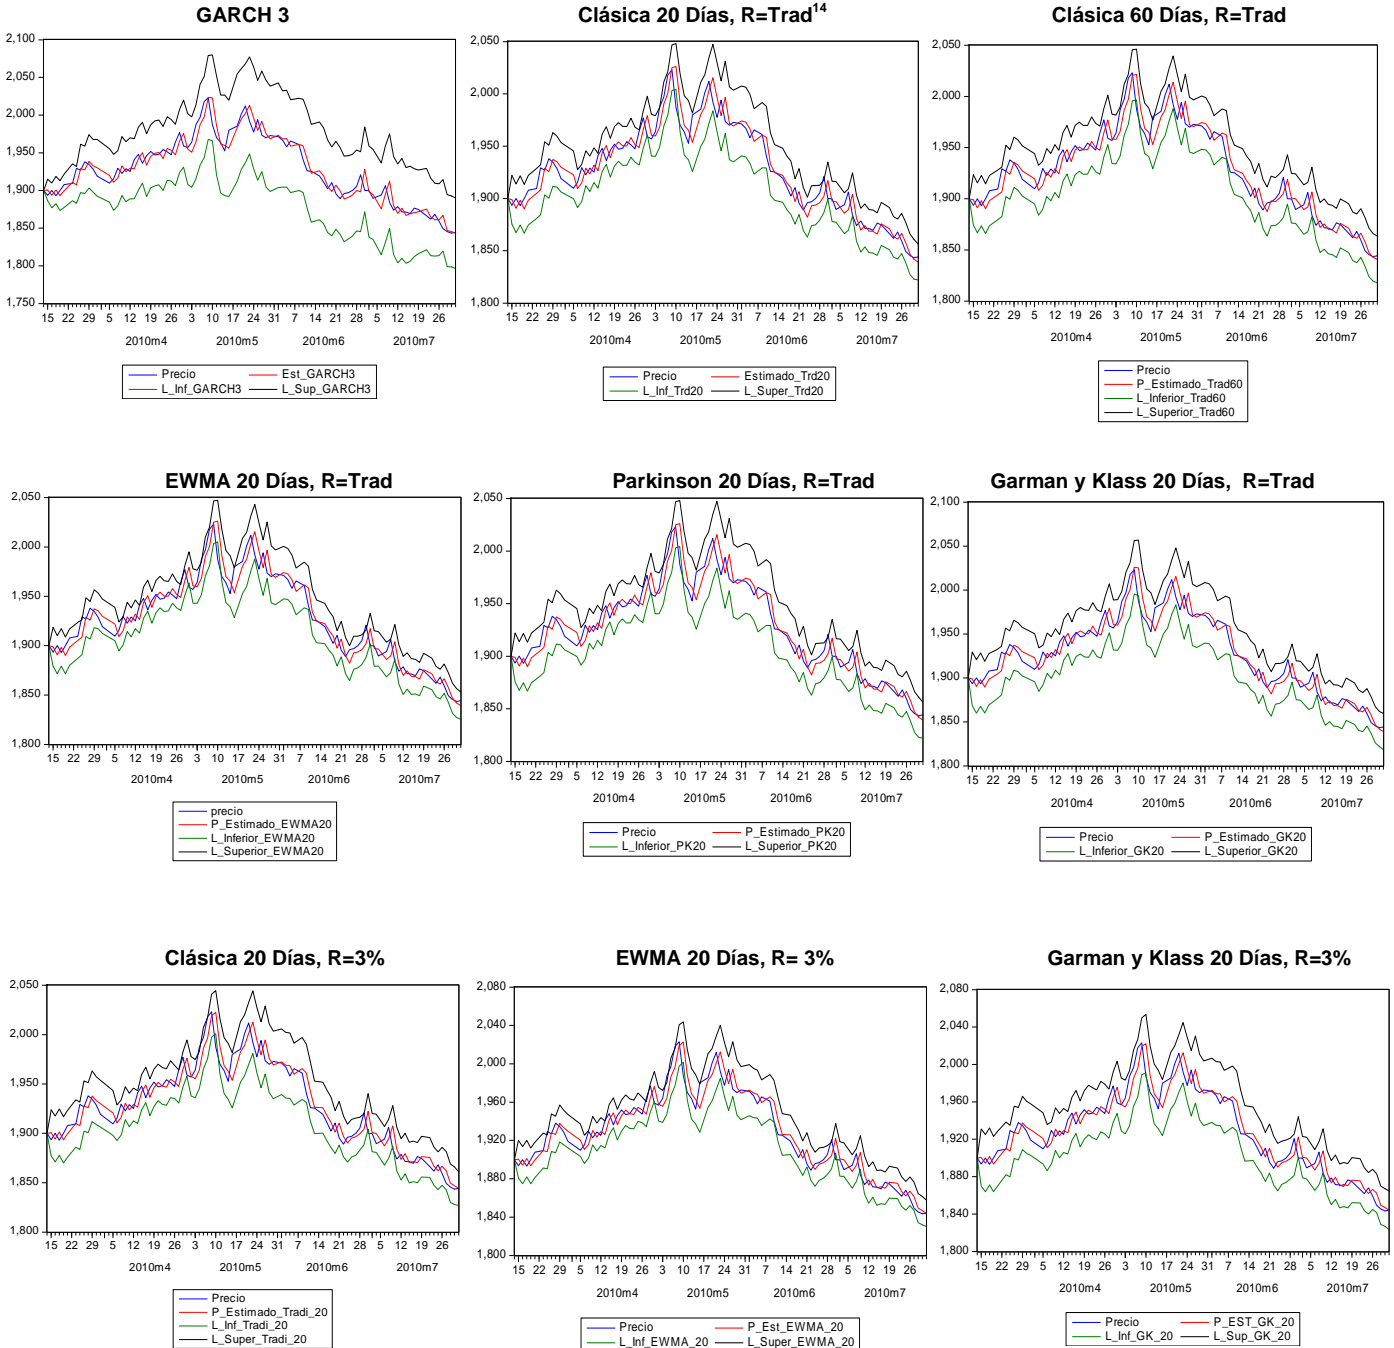 GARCH 3
2,100
2,050
2,000
1,950
1,900
1,850
1,800
1,750
15 22 29 5 12 19 26 3 10 17 24 31 7 14 21 28 5 12 19 26
2010m4 2010m5 2010m6 2010m7
Precio Est_GARCH3
L_Inf_GARCH3 L_Sup_GARCH3
Clásica 20 Días, R=Trad14
2,050
2,000
1,950
1,900
1,850
1,800
15 22 29 5 12 19 26 3 10 17 24 31 7 14 21 28 5 12 19 26
2010m4 2010m5 2010m6 2010m7
Precio Estimado_Trd20
L_Inf_Trd20 L_Super_Trd20
Clásica 60 Días, R=Trad
2,050
2,000
1,950
1,900
1,850
1,800
15 22 29 5 12 19 26 3 10 17 24 31 7 14 21 28 5 12 19 26
2010m4 2010m5 2010m6 2010m7
Precio
P_Estimado_Trad60
L_Inferior_Trad60
L_Superior_Trad60
EWMA 20 Días, R=Trad
2,050
2,000
1,950
1,900
1,850
1,800
15 22 29 5 12 19 26 3 10 17 24 31 7 14 21 28 5 12 19 26
2010m4 2010m5 2010m6 2010m7
precio
P_Estimado_EWMA20
L_Inferior_EWMA20
L_Superior_EWMA20
Parkinson 20 Días, R=Trad
2,050
2,000
1,950
1,900
1,850
1,800
15 22 29 5 12 19 26 3 10 17 24 31 7 14 21 28 5 12 19 26
2010m4 2010m5 2010m6 2010m7
Precio P_Estimado_PK20
L_Inferior_PK20 L_Superior_PK20
Garman y Klass 20 Días, R=Trad
2,100
2,050
2,000
1,950
1,900
1,850
1,800
15 22 29 5 12 19 26 3 10 17 24 31 7 14 21 28 5 12 19 26
2010m4 2010m5 2010m6 2010m7
Precio P_Estimado_GK20
L_Inferior_GK20 L_Superior_GK20
Clásica 20 Días, R=3%
2,050
2,000
1,950
1,900
1,850
1,800
15 22 29 5 12 19 26 3 10 17 24 31 7 14 21 28 5 12 19 26
2010m4 2010m5 2010m6 2010m7
Precio
P_Estimado_Tradi_20
L_Inf_Tradi_20
L_Super_Tradi_20
EWMA 20 Días, R= 3%
2,080
2,040
2,000
1,960
1,920
1,880
1,840
1,800
15 22 29 5 12 19 26 3 10 17 24 31 7 14 21 28 5 12 19 26
2010m4 2010m5 2010m6 2010m7
Precio P_Est_EWMA_20
L_Inf_EWMA_20 L_Super_EWMA_20
Garman y Klass 20 Días, R=3%
2,080
2,040
2,000
1,960
1,920
1,880
1,840
1,800
15 22 29 5 12 19 26 3 10 17 24 31 7 14 21 28 5 12 19 26
2010m4 2010m5 2010m6 2010m7
Precio P_EST_GK_20
L_Inf_GK_20 L_Sup_GK_20